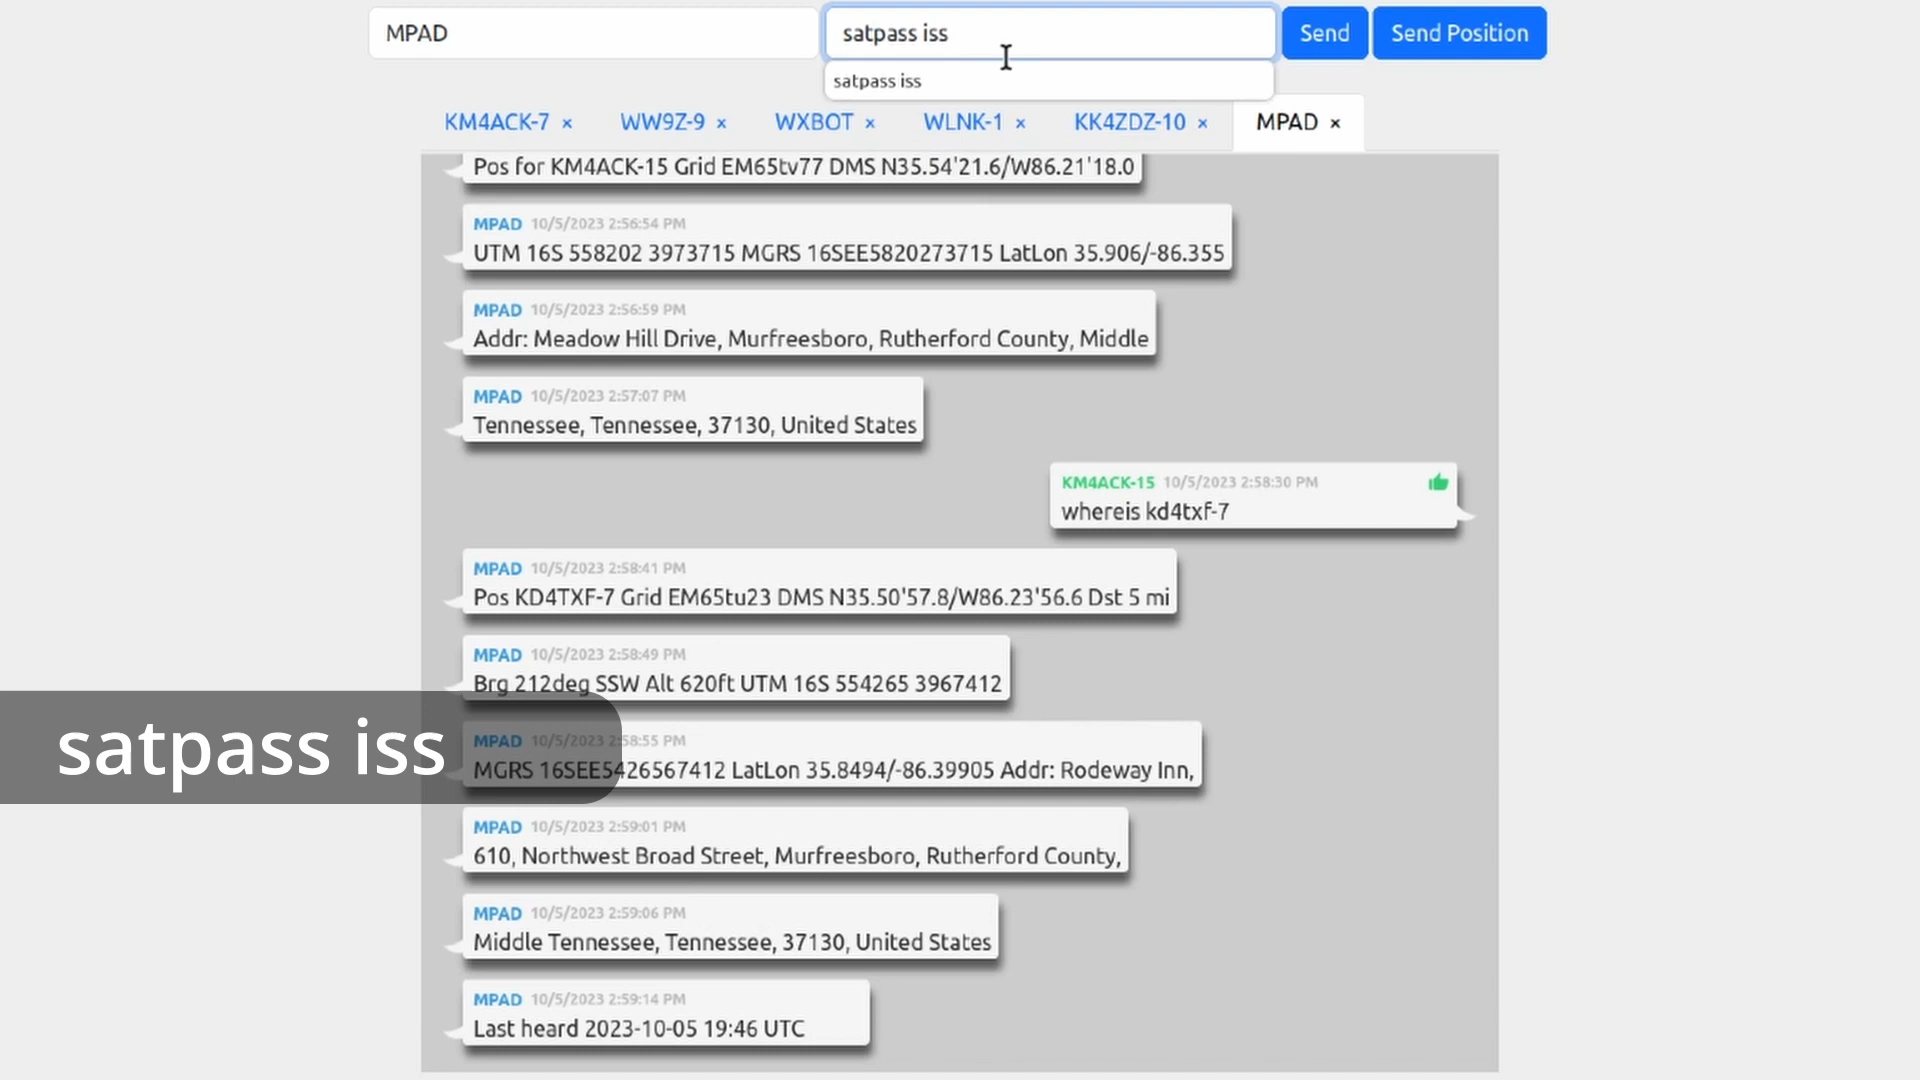 MPAD
satpass iss
Send
Send Position
satpass iss
KM4ACK-7 ×
WW9Z-9 ×
WXBOT ×
WLNK-1 ×
KK4ZDZ-10 ×
MPAD ×
Pos for KM4ACK-15 Grid EM65tv77 DMS N35.54'21.6/W86.21'18.0
MPAD 10/5/2023 2:56:54 PM
UTM 16S 558202 3973715 MGRS 16SEE5820273715 LatLon 35.906/-86.355
MPAD 10/5/2023 2:56:59 PM
Addr: Meadow Hill Drive, Murfreesboro, Rutherford County, Middle
MPAD 10/5/2023 2:57:07 PM
Tennessee, Tennessee, 37130, United States
KM4ACK-15 10/5/2023 2:58:30 PM
whereis kd4txf-7
MPAD 10/5/2023 2:58:41 PM
Pos KD4TXF-7 Grid EM65tu23 DMS N35.50'57.8/W86.23'56.6 Dst 5 mi
MPAD 10/5/2023 2:58:49 PM
Brg 212deg SSW Alt 620ft UTM 16S 554265 3967412
satpass iss
MPAD 10/5/2023 2:58:55 PM
MGRS 16SEE5426567412 LatLon 35.8494/-86.39905 Addr: Rodeway Inn,
MPAD 10/5/2023 2:59:01 PM
610, Northwest Broad Street, Murfreesboro, Rutherford County,
MPAD 10/5/2023 2:59:06 PM
Middle Tennessee, Tennessee, 37130, United States
MPAD 10/5/2023 2:59:14 PM
Last heard 2023-10-05 19:46 UTC